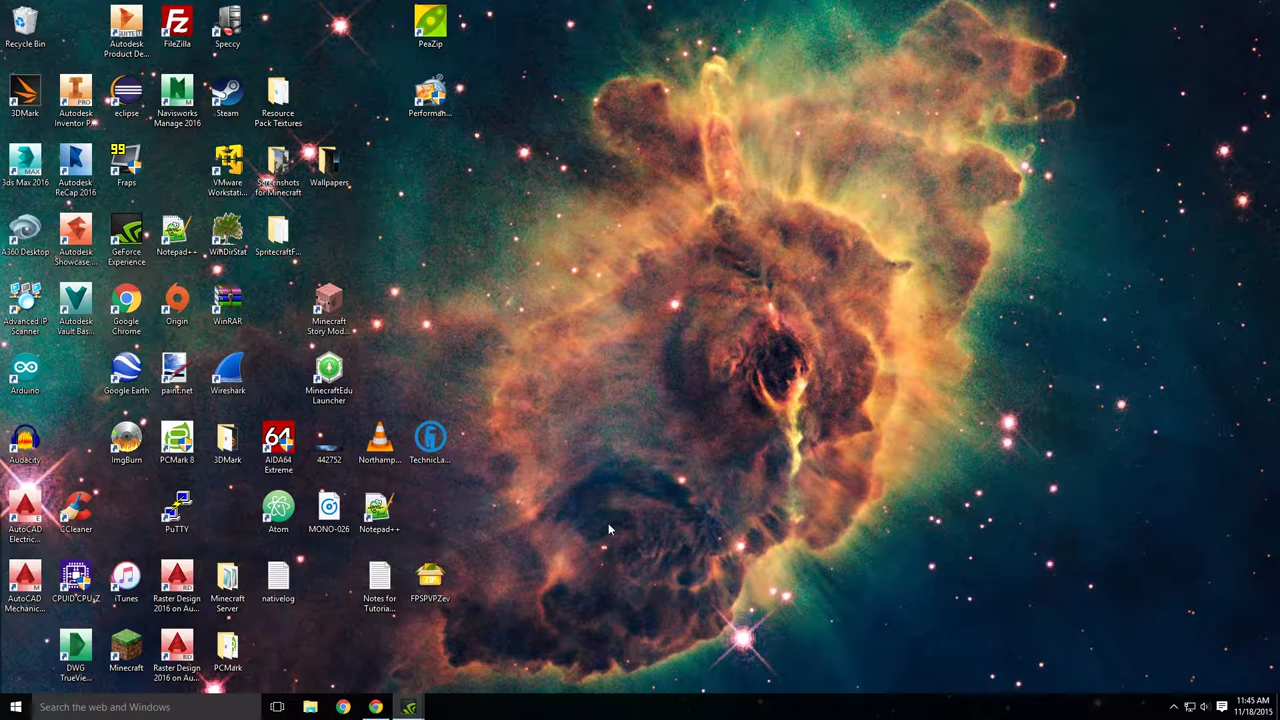 Recycle Bin
Autodesk
Product De...
FileZilla
Speccy
PeaZip
3DMark
Autodesk
Inventor P...
eclipse
Navisworks
Manage 2016
Steam
Resource
Pack Textures
Performan...
3ds Max 2016
Autodesk
ReCap 2016
99
Fraps
VMware
Workstati...
Screenshots
for Minecraft
Wallpapers
A360 Desktop
Autodesk
Showcase...
GeForce
Experience
Notepad++
WinDirStat
SpritecraftF...
Advanced IP
Scanner
Autodesk
Vault Bas...
Google
Chrome
Origin
WinRAR
Minecraft
Story Mod...
Arduino
Google Earth
paint.net
Wireshark
MinecraftEdu
Launcher
Audacity
ImgBurn
PCMark 8
3DMark
64
AIDA64
Extreme
442752
Northamp...
TechnicLa...
AutoCAD
Electric...
CCleaner
PuTTY
Atom
MONO-026
Notepad++
AutoCAD
Mechanic...
CPUID CPU-Z
iTunes
Raster Design
2016 on Au...
Minecraft
Server
nativelog
Notes for
Tutoria...
FPSPVPZev
DWG
TrueView...
Minecraft
Raster Design
2016 on Au...
PCMark
Search the web and Windows
11:45 AM
11/18/2015